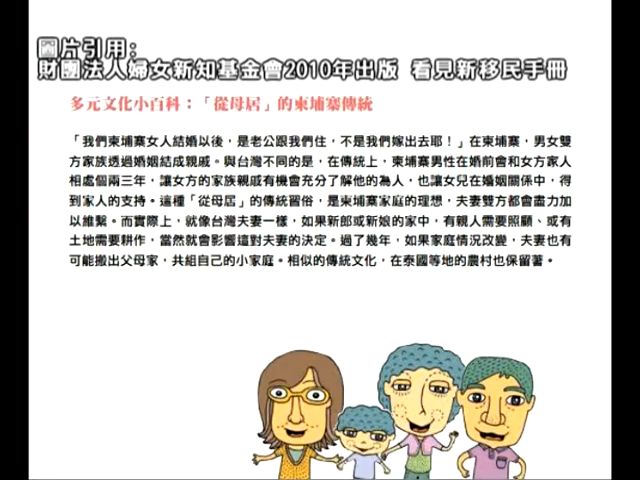 圖片引用:
財團法人婦女新知基金會2010年出版 看見新移民手冊
多元文化小百科：「從母居」的柬埔寨傳統
「我們柬埔寨女人結婚以後，是老公跟我們住，不是我們嫁出去耶！」在柬埔寨，男女雙
方家族透過婚姻結成親戚。與台灣不同的是，在傳統上，柬埔寨男性在婚前會和女方家人
相處個兩三年，讓女方的家族親戚有機會充分了解他的為人，也讓女兒在婚姻關係中，得
到家人的支持。這種「從母居」的傳統習俗，是柬埔寨家庭的理想，夫妻雙方都會盡力加
以維繫。而實際上，就像台灣夫妻一樣，如果新郎或新娘的家中，有親人需要照顧、或有
土地需要耕作，當然就會影響這對夫妻的決定。過了幾年，如果家庭情況改變，夫妻也有
可能搬出父母家，共組自己的小家庭。相似的傳統文化，在泰國等地的農村也保留著。